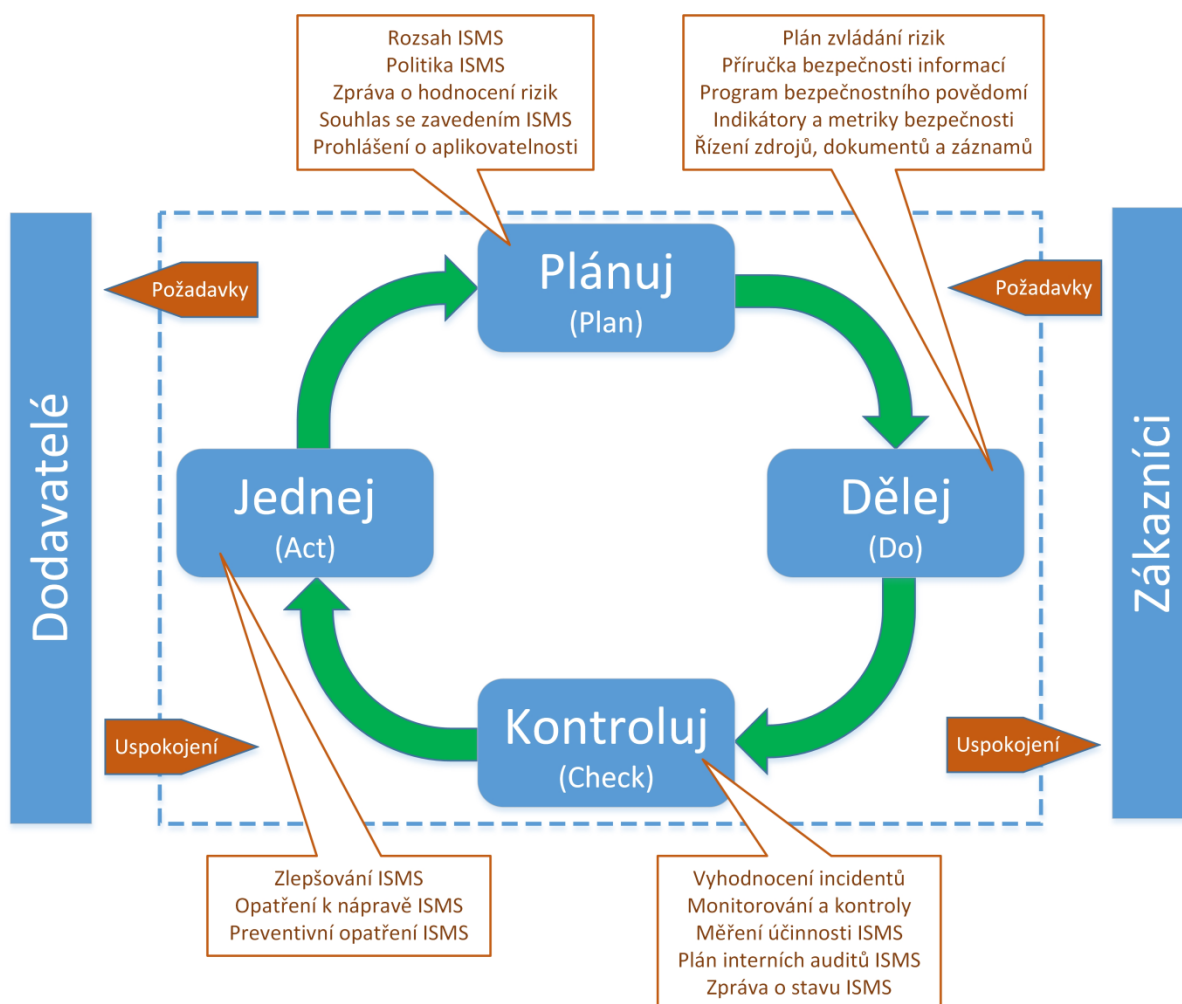 Rozsah ISMS
Politika ISMS
Zpráva o hodnocení rizik
Souhlas se zavedením ISMS
Prohlášení o aplikovatelnosti
Plán zvládání rizik
Příručka bezpečnosti informací
Program bezpečnostního povědomí
Indikátory a metriky bezpečnosti
Řízení zdrojů, dokumentů a záznamů
Dodavatelé
Požadavky
Plánuj
(Plan)
Požadavky
Zákazníci
Jednej
(Act)
Dělej
(Do)
Uspokojení
Kontroluj
(Check)
Uspokojení
Zlepšování ISMS
Opatření k nápravě ISMS
Preventivní opatření ISMS
Vyhodnocení incidentů
Monitorování a kontroly
Měření účinnosti ISMS
Plán interních auditů ISMS
Zpráva o stavu ISMS